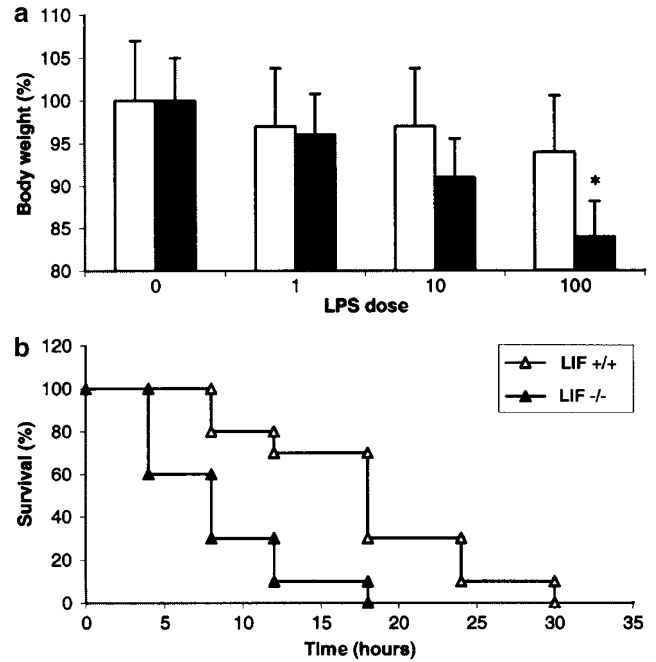 a
Body weight (%)
110
105
100
95
90
85
80
*
0 1 10 100
LPS dose
b
Survival (%)
120
100
80
60
40
20
0
LIF +/+
LIF -/-
0 5 10 15 20 25 30 35
Time (hours)